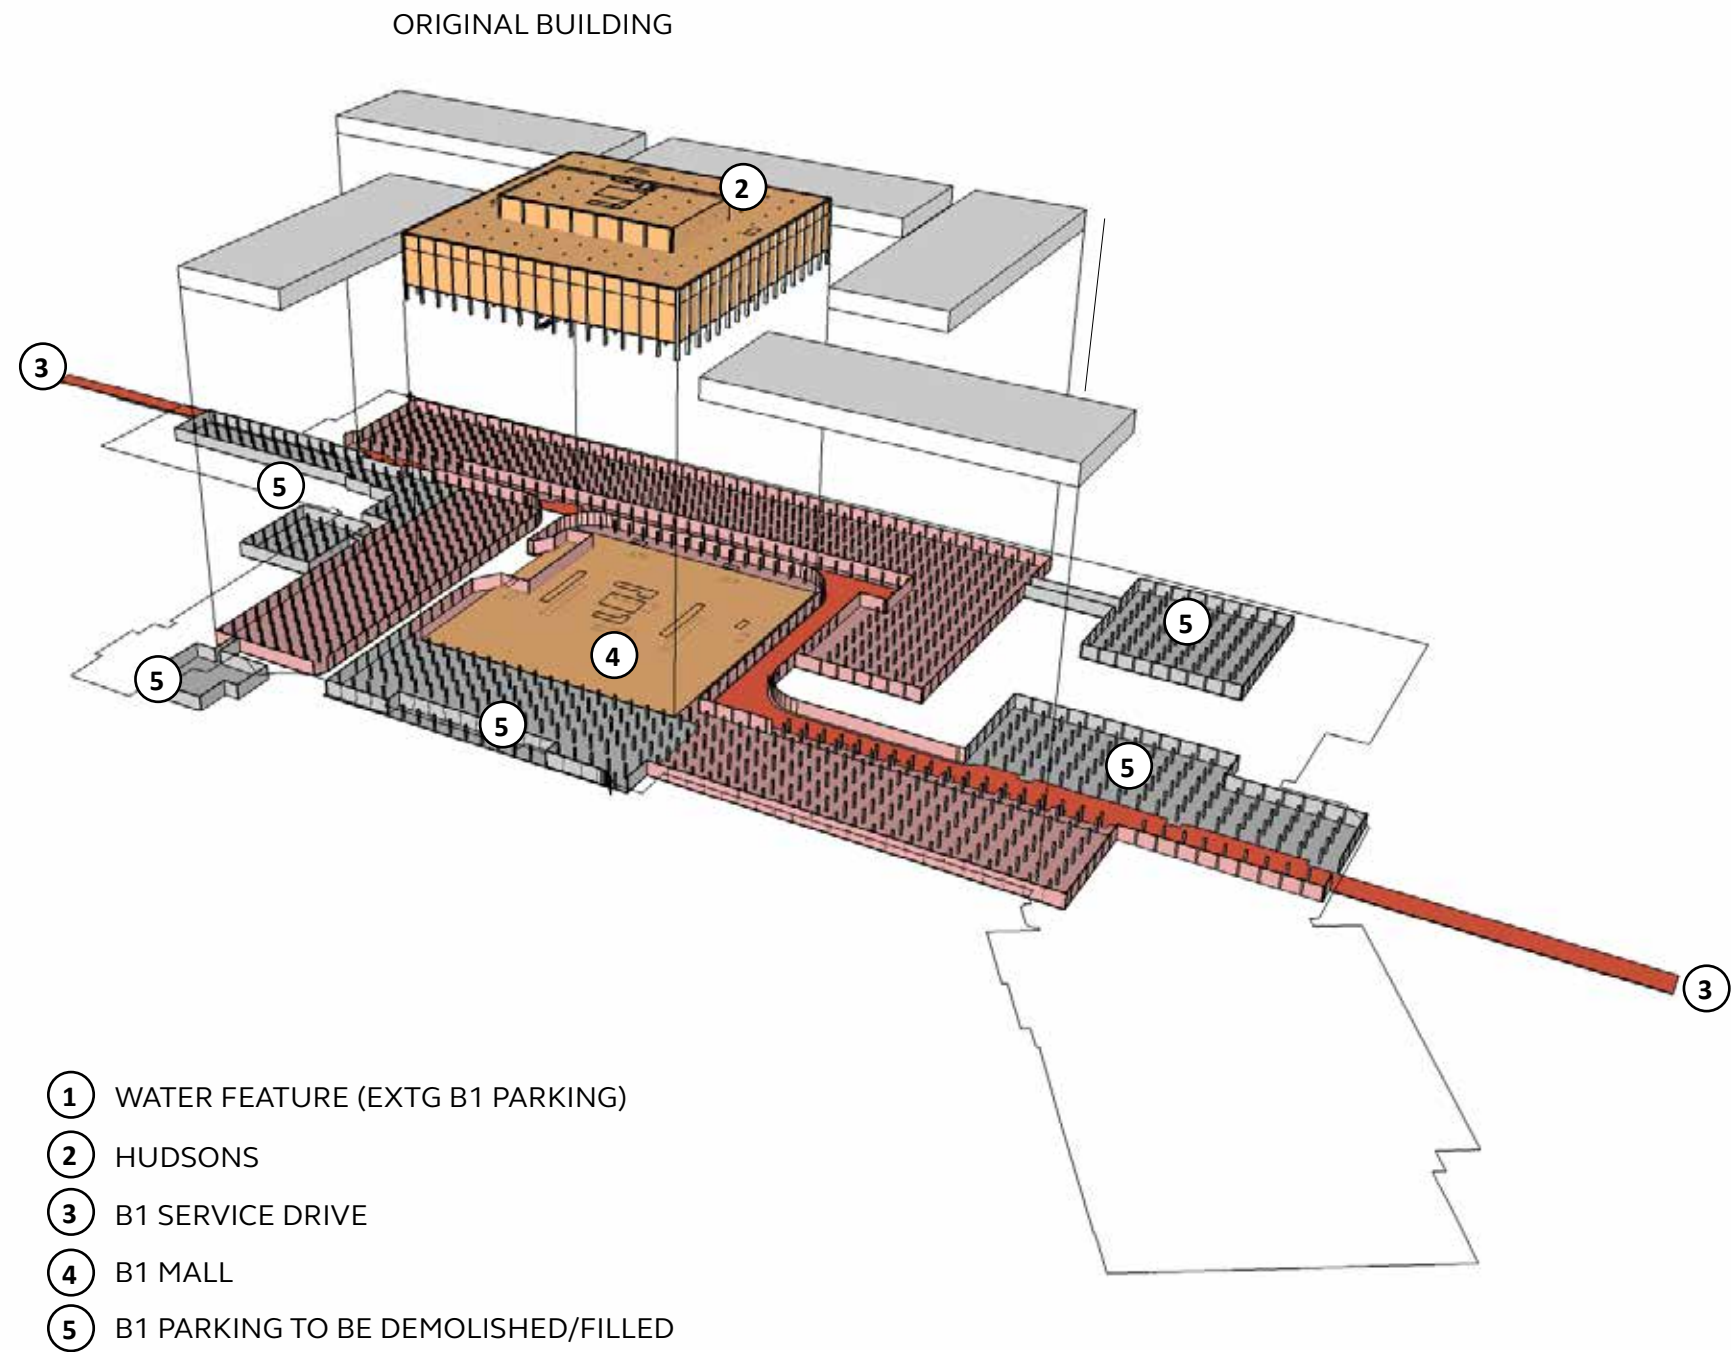 ORIGINAL BUILDING
2
3
5
5
4
5
5
5
3
1 WATER FEATURE (EXTG B1 PARKING)
2 HUDSONS
3 B1 SERVICE DRIVE
4 B1 MALL
5 B1 PARKING TO BE DEMOLISHED/FILLED